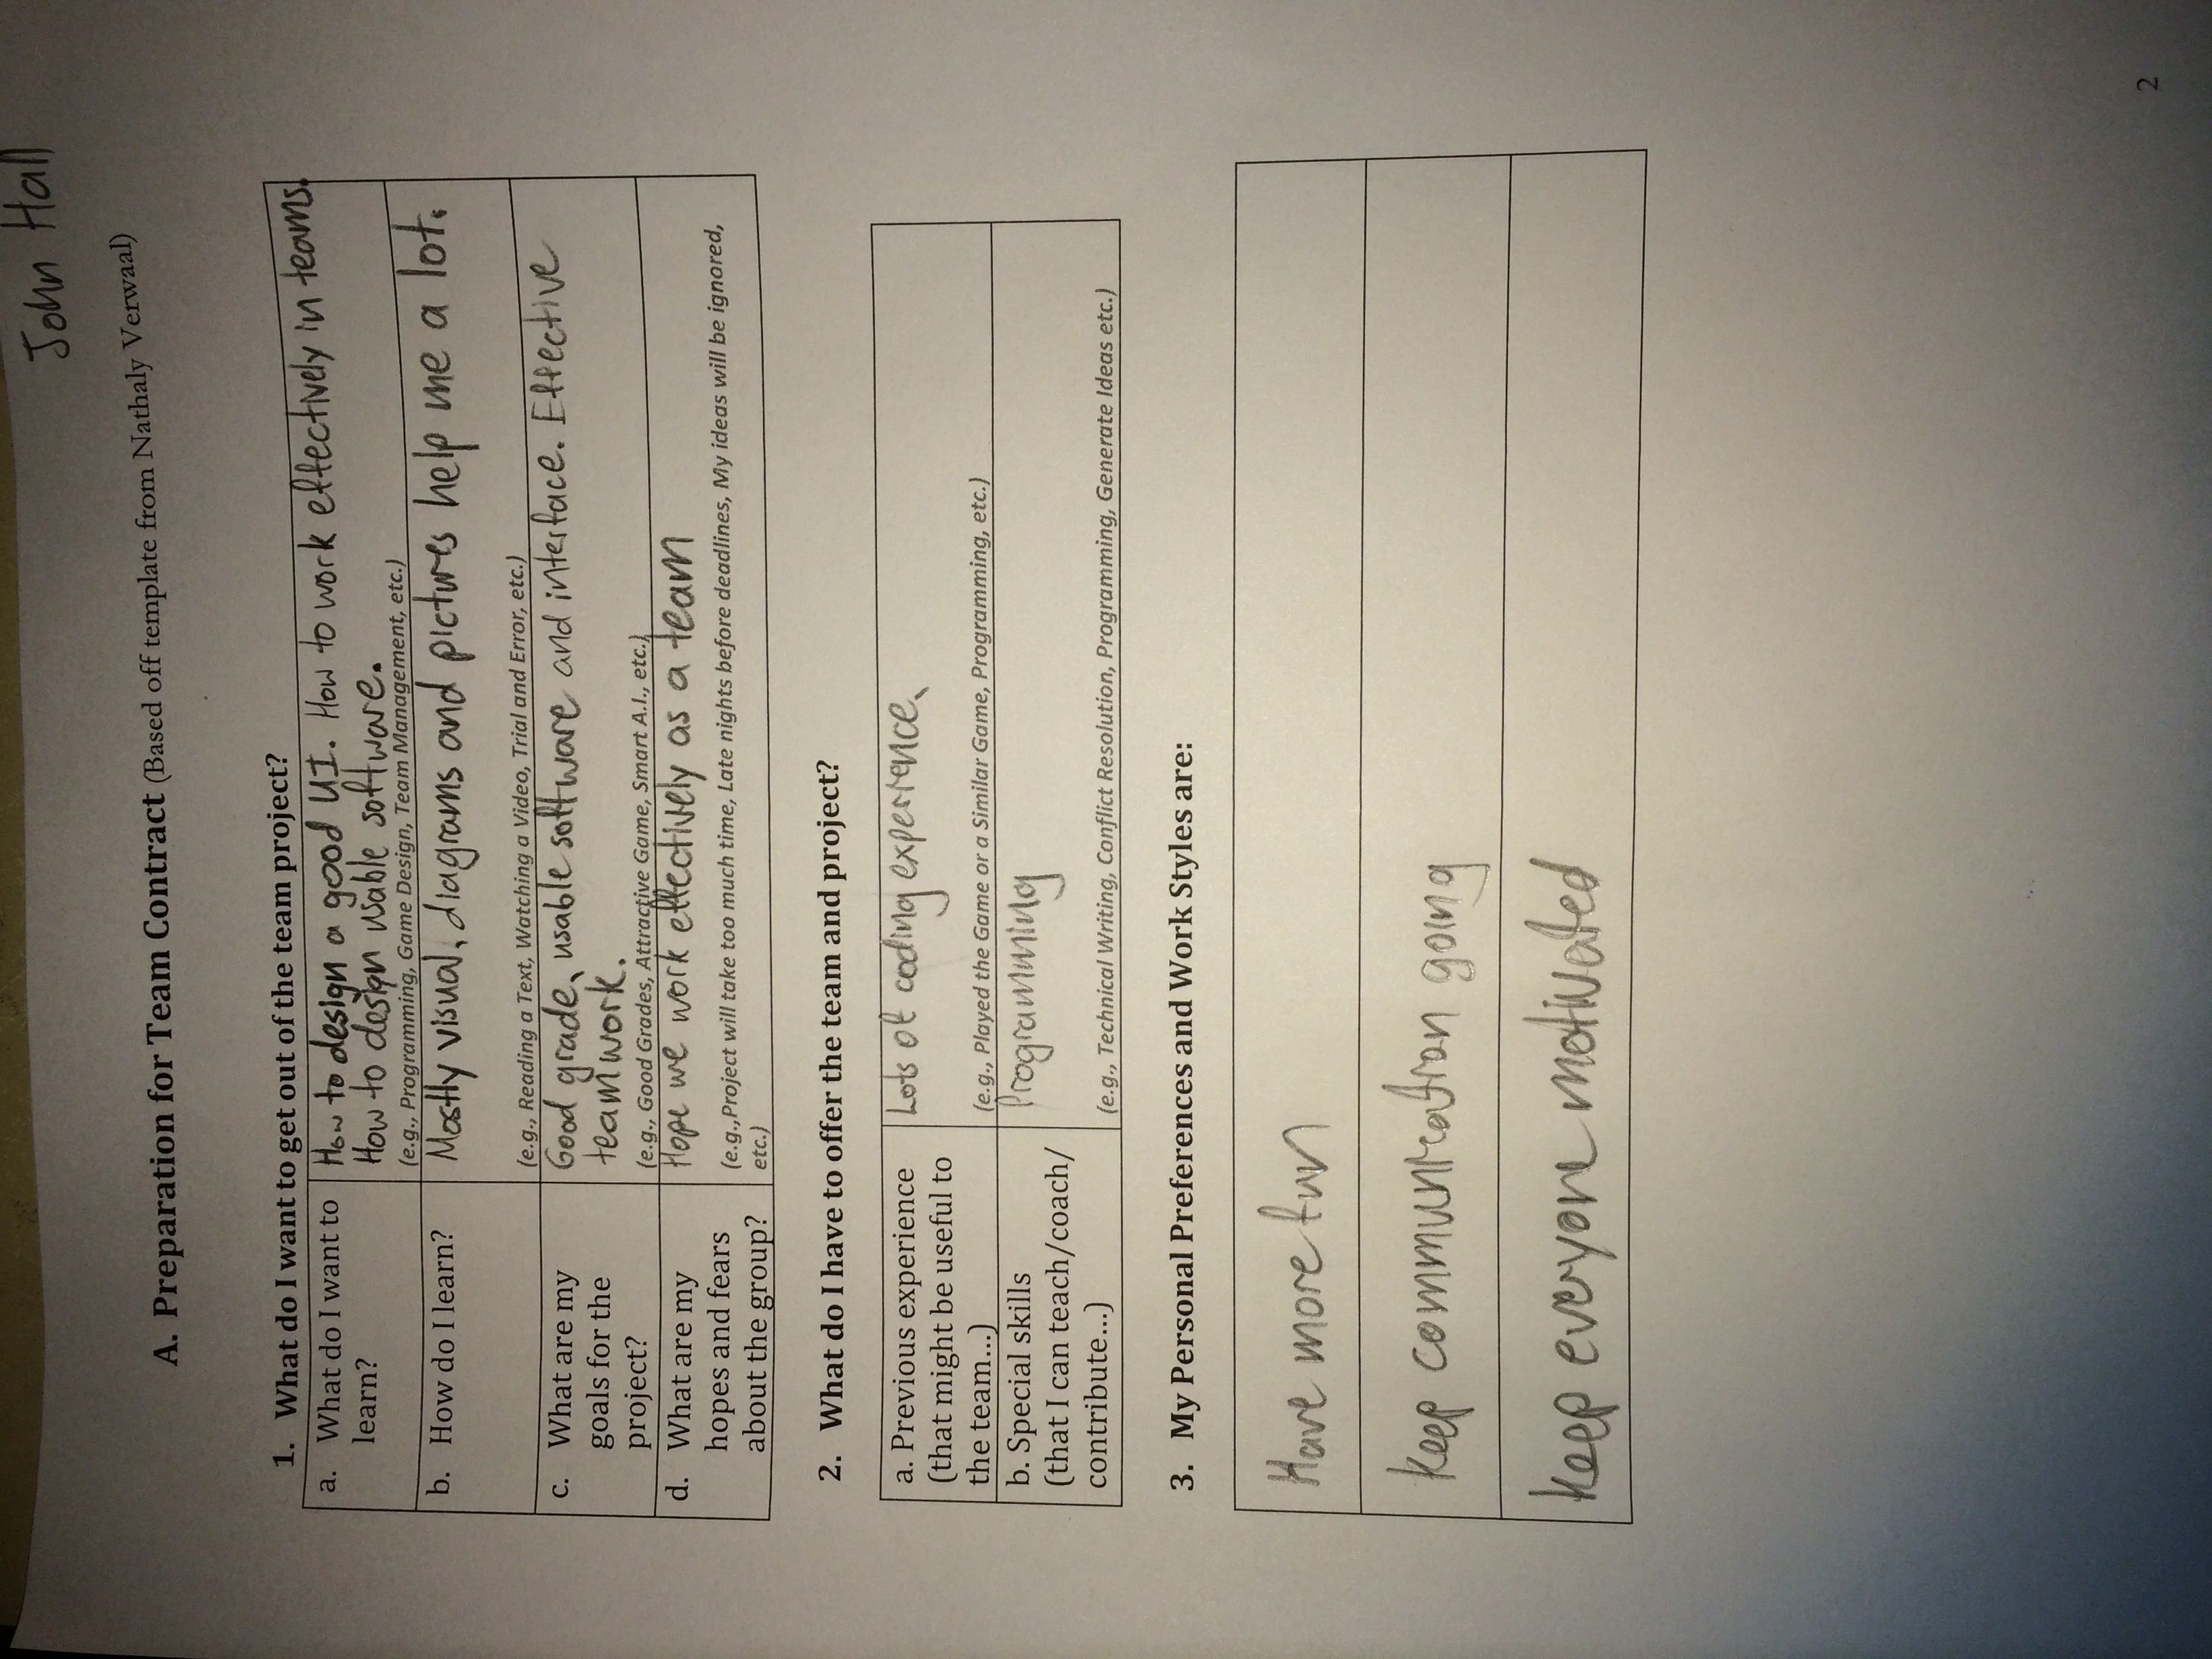 John Hall
A. Preparation for Team Contract (Based off template from Nathaly Verwaal)
1. What do I want to get out of the team project?
a. What do I want to
learn?
How to design a good UI. How to work effectively in teams.
How to design usable software.
(e.g., Programming, Game Design, Team Management, etc.)
b. How do I learn?
Mostly visual, diagrams and pictures help me a lot.
(e.g., Reading a Text, Watching a Video, Trial and Error, etc.)
c. What are my
goals for the
project?
Good grade, usable software and interface. Effective
teamwork.
(e.g., Good Grades, Attractive Game, Smart A.I., etc.)
d. What are my
hopes and fears
about the group?
Hope we work effectively as a team
(e.g.,Project will take too much time, Late nights before deadlines, My ideas will be ignored,
etc.)
2. What do I have to offer the team and project?
a. Previous experience
(that might be useful to
the team...)
Lots of coding experience.
(e.g., Played the Game or a Similar Game, Programming, etc.)
b. Special skills
(that I can teach/coach/
contribute...)
Programming
(e.g., Technical Writing, Conflict Resolution, Programming, Generate Ideas etc.)
3. My Personal Preferences and Work Styles are:
Have more fun
keep communication going
keep everyone motivated
2